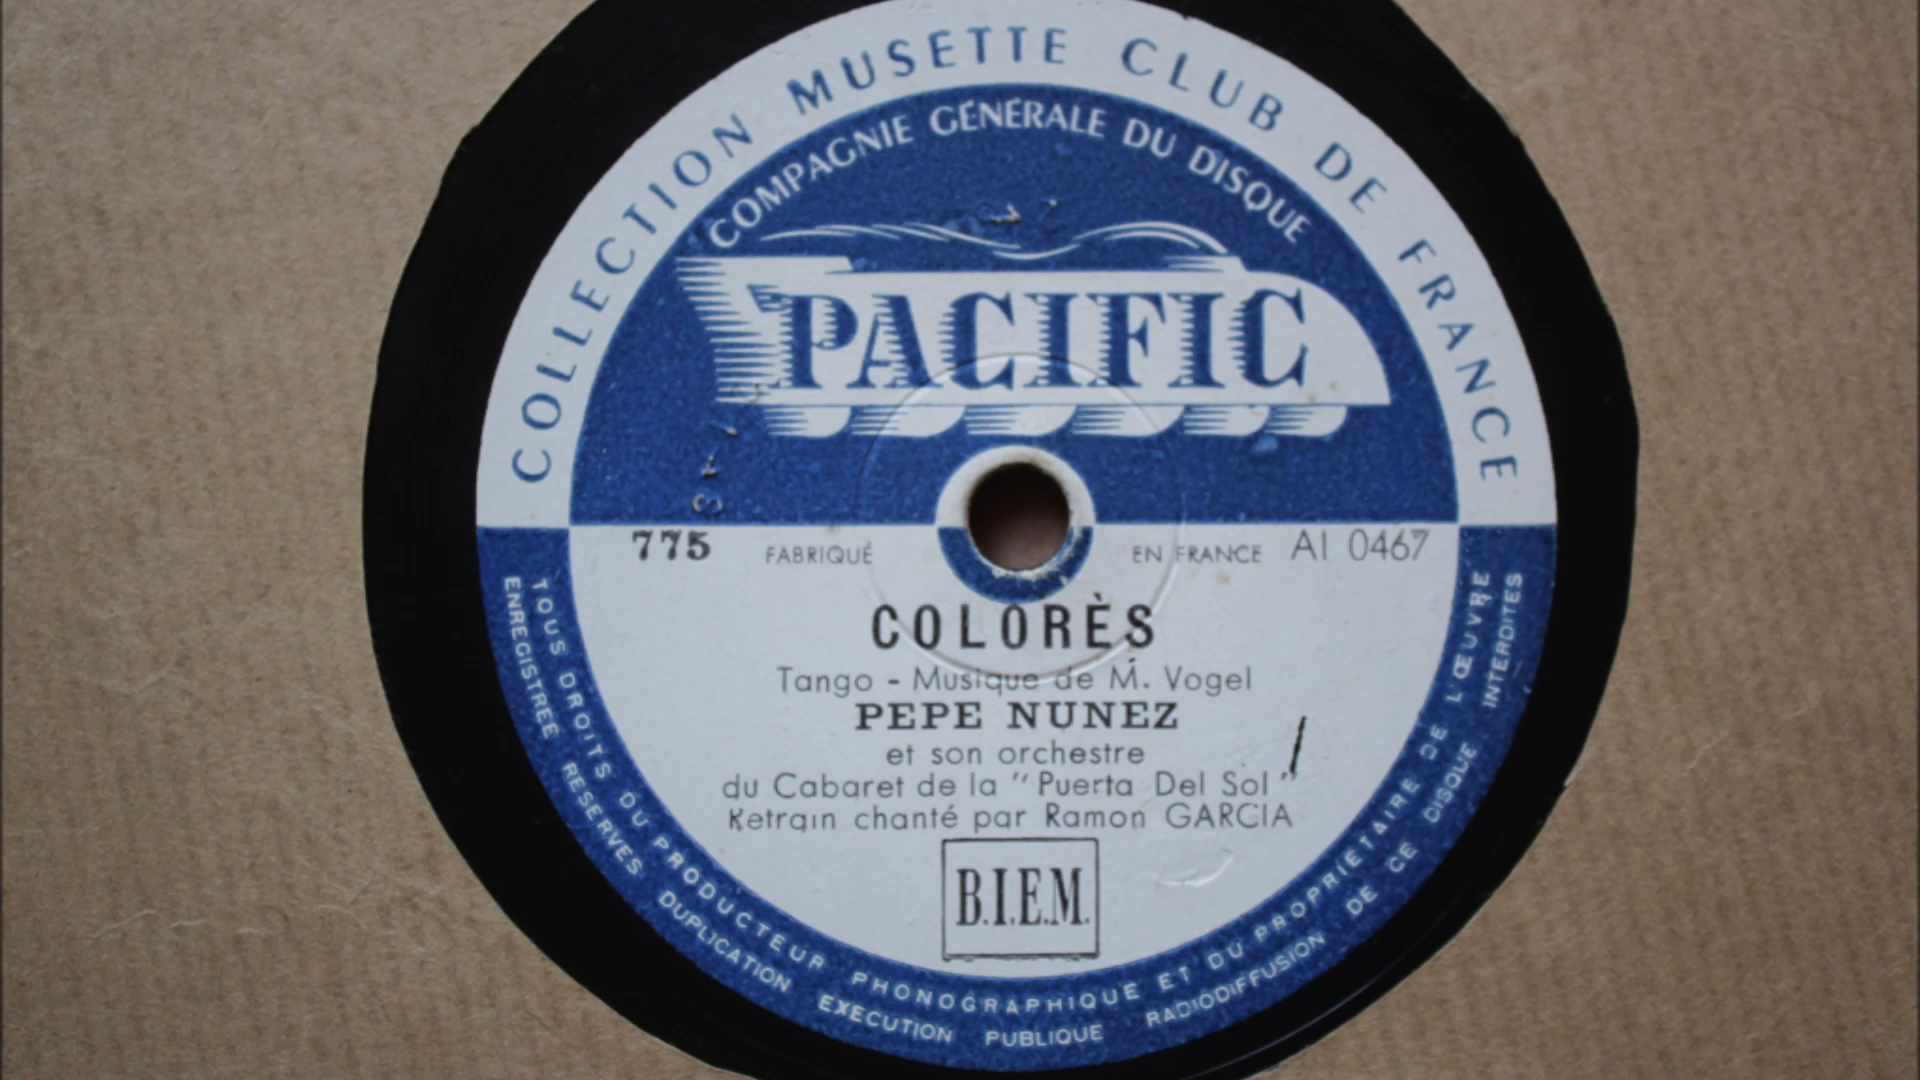 COLLECTION MUSETTE CLUB DE FRANCE
COMPAGNIE GÉNÉRALE DU DISQUE
PACIFIC
775 FABRIQUÉ EN FRANCE AI 0467
COLORÈS
Tango - Musique de M. Vogel
PEPE NUNEZ
et son orchestre
du Cabaret de la "Puerta Del Sol"
Refrain chanté par Ramon GARCIA
B.I.E.M.
TOUS DROITS DU PRODUCTEUR PHONOGRAPHIQUE ET DU PROPRIETAIRE DE L'ŒUVRE
ENREGISTREE RESERVES DUPLICATION EXECUTION PUBLIQUE RADIODIFFUSION DE CE DISQUE INTERDITES